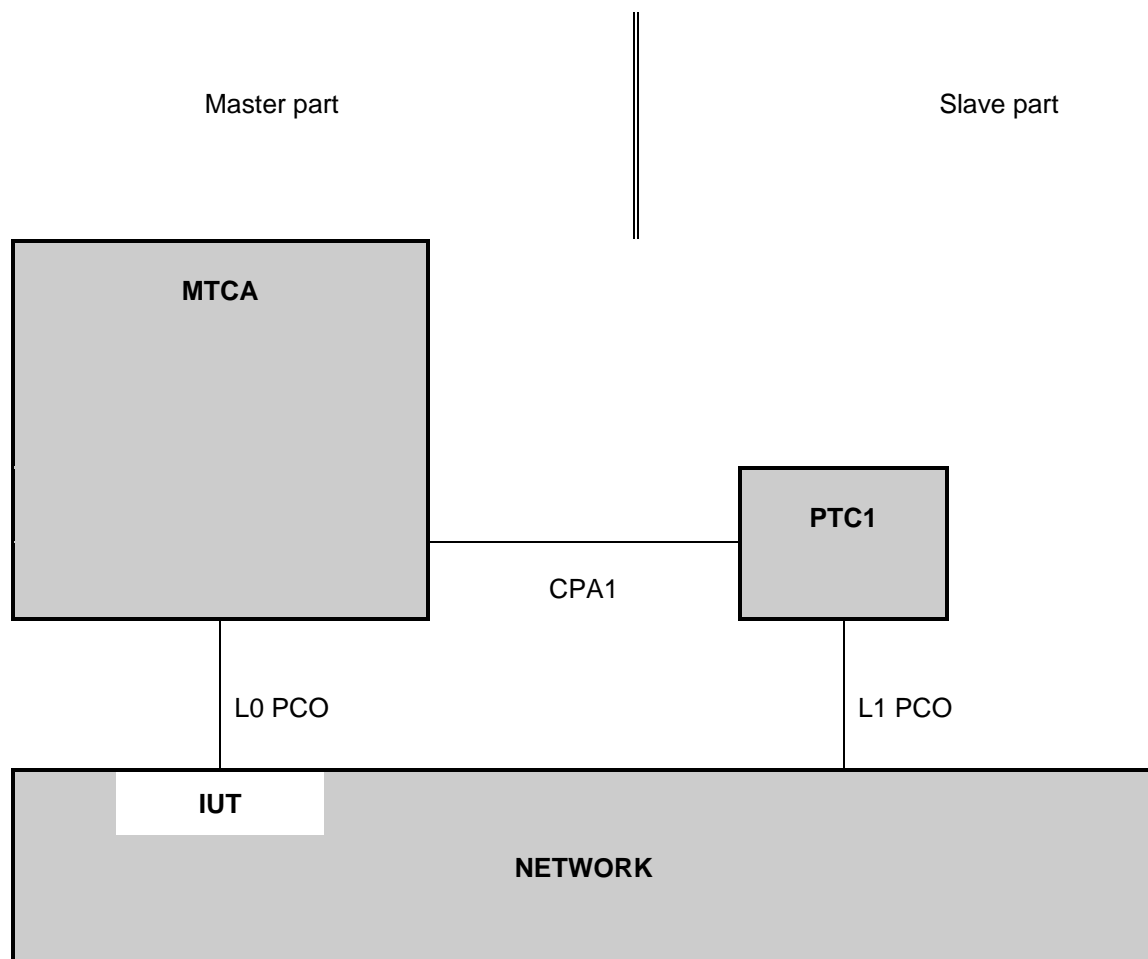 Master part
Slave part
MTCA
PTC1
CPA1
L0 PCO
L1 PCO
IUT
NETWORK